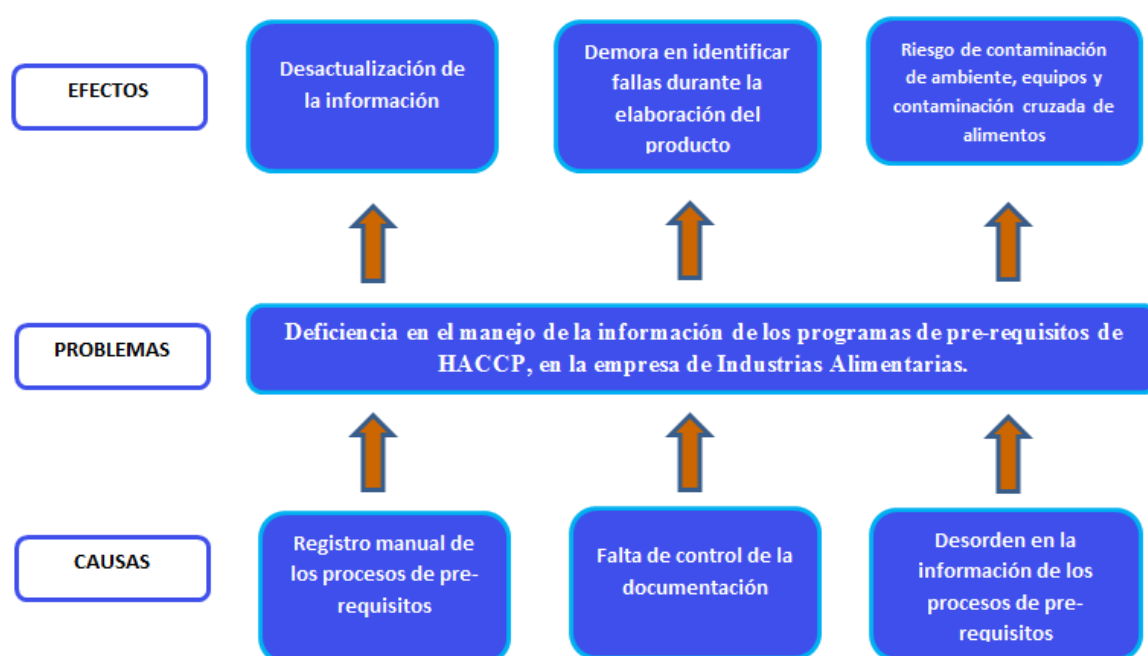 EFECTOS
Desactualización de
la información
Demora en identificar
fallas durante la
elaboración del
producto
Riesgo de contaminación
de ambiente, equipos y
contaminación cruzada de
alimentos
PROBLEMAS
Deficiencia en el manejo de la información de los programas de pre-requisitos de
HACCP, en la empresa de Industrias Alimentarias.
CAUSAS
Registro manual de
los procesos de pre-
requisitos
Falta de control de la
documentación
Desorden en la
información de los
procesos de pre-
requisitos